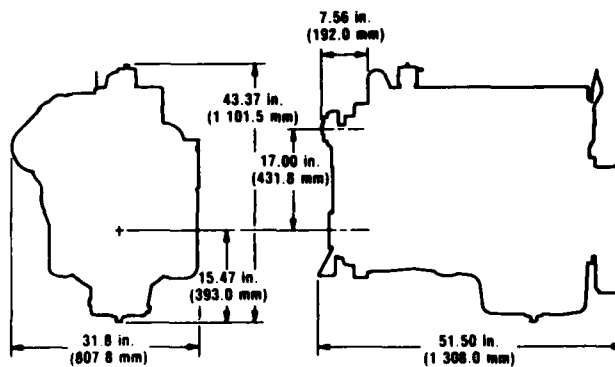 7.56 in.
(192.0 mm)
43.37 in.
(1 101.5 mm)
17.00 in.
(431.8 mm)
15.47 in.
(393.0 mm)
31.8 in.
(807.8 mm)
51.50 in.
(1 308.0 mm)